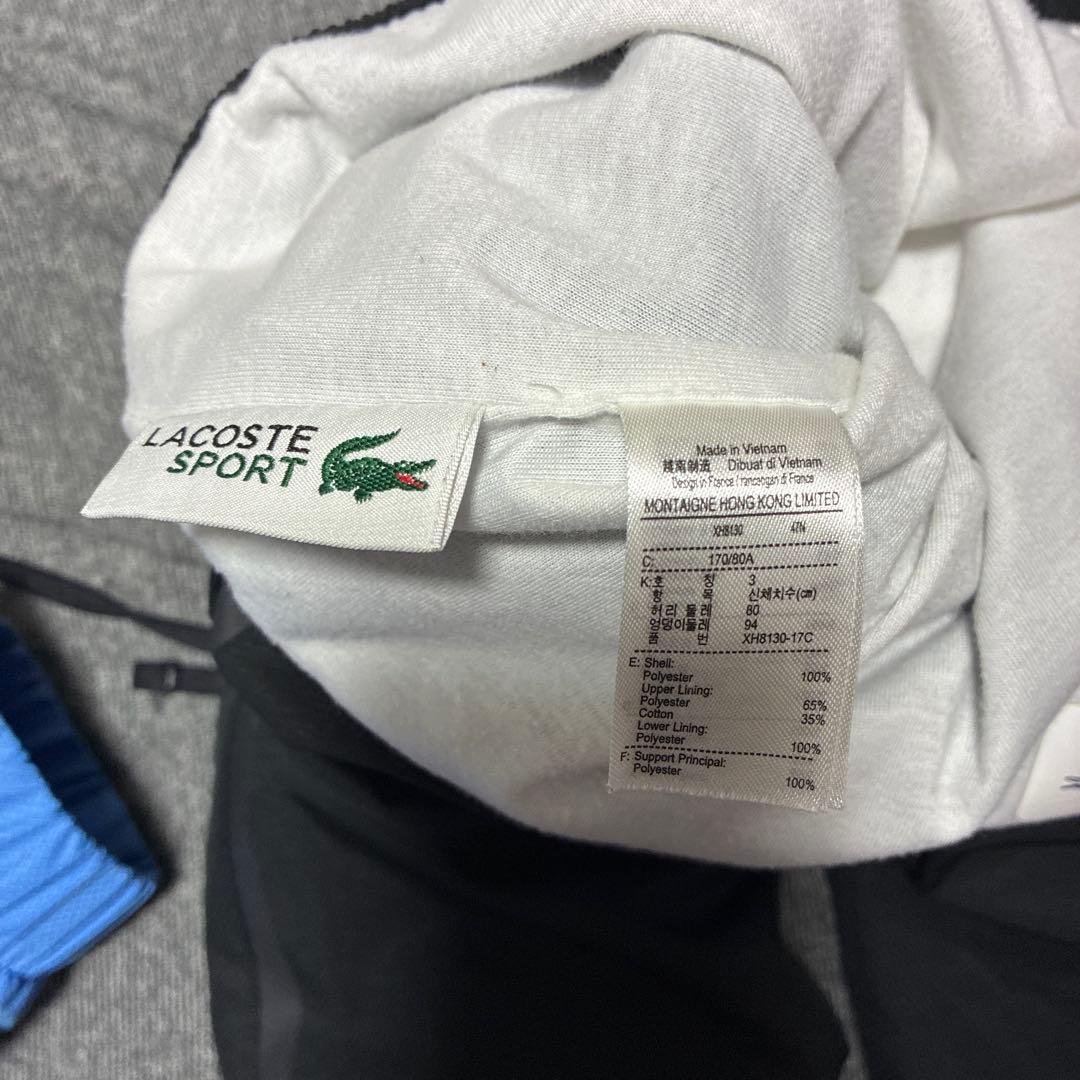 LACOSTE
SPORT
Made in Vietnam
越南制造 Dibuat di Vietnam
Design in France / rancangan di France
MONTAIGNE HONG KONG LIMITED
XH8130 47N
C: 170/80A
K:호 칭 3
항 목 신체치수(cm)
허리 둘레 80
엉덩이둘레 94
품 번 XH8130-17C
E: Shell:
Polyester 100%
Upper Lining:
Polyester 65%
Cotton 35%
Lower Lining:
Polyester 100%
F: Support Principal:
Polyester 100%